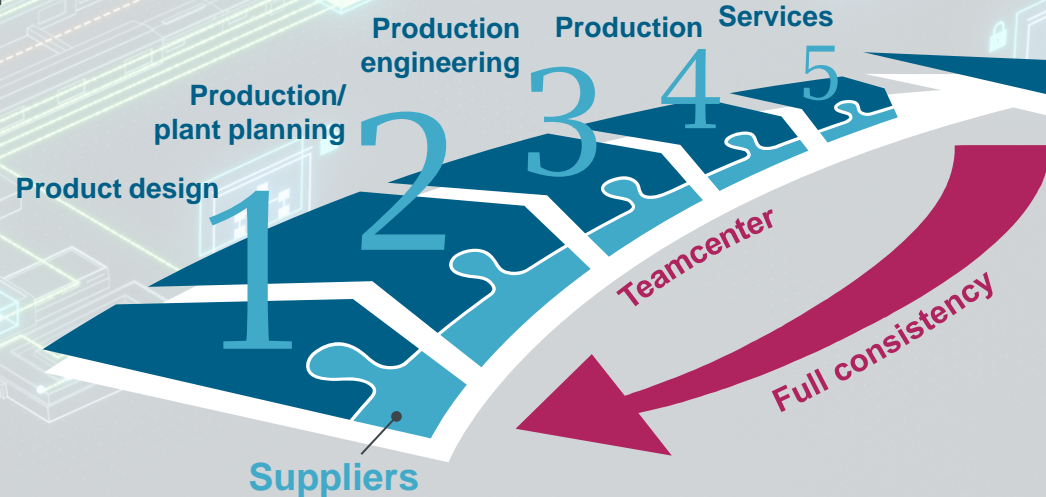 Product design
1
Production/
plant planning
2
Production
engineering
3
Production
4
Services
5
Teamcenter
Full consistency
Suppliers